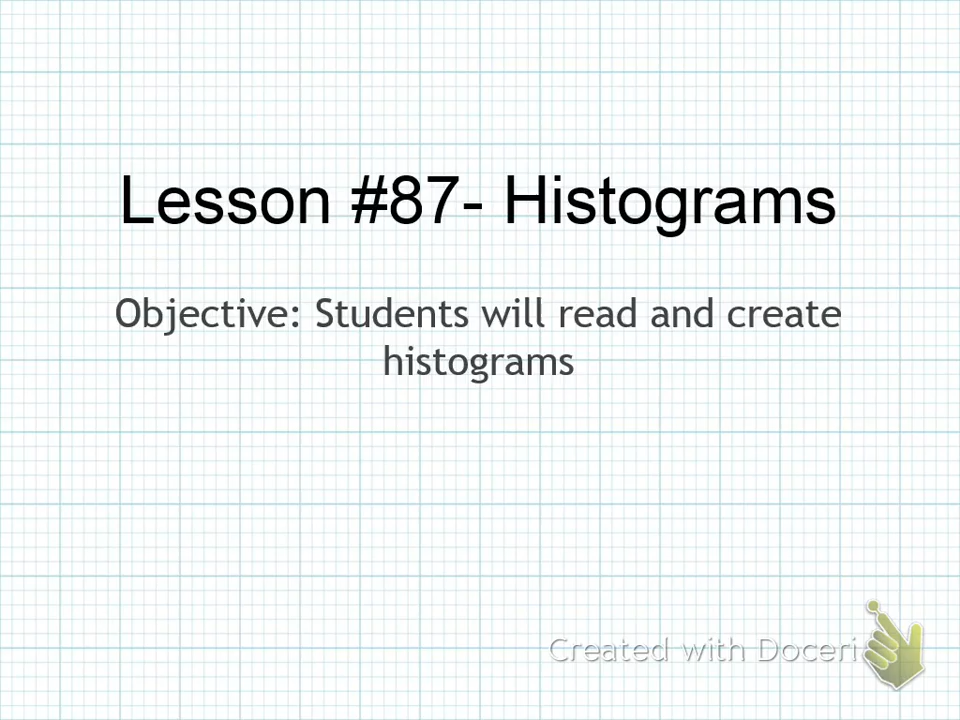 Lesson #87- Histograms
Objective: Students will read and create
histograms
Created with Doceri